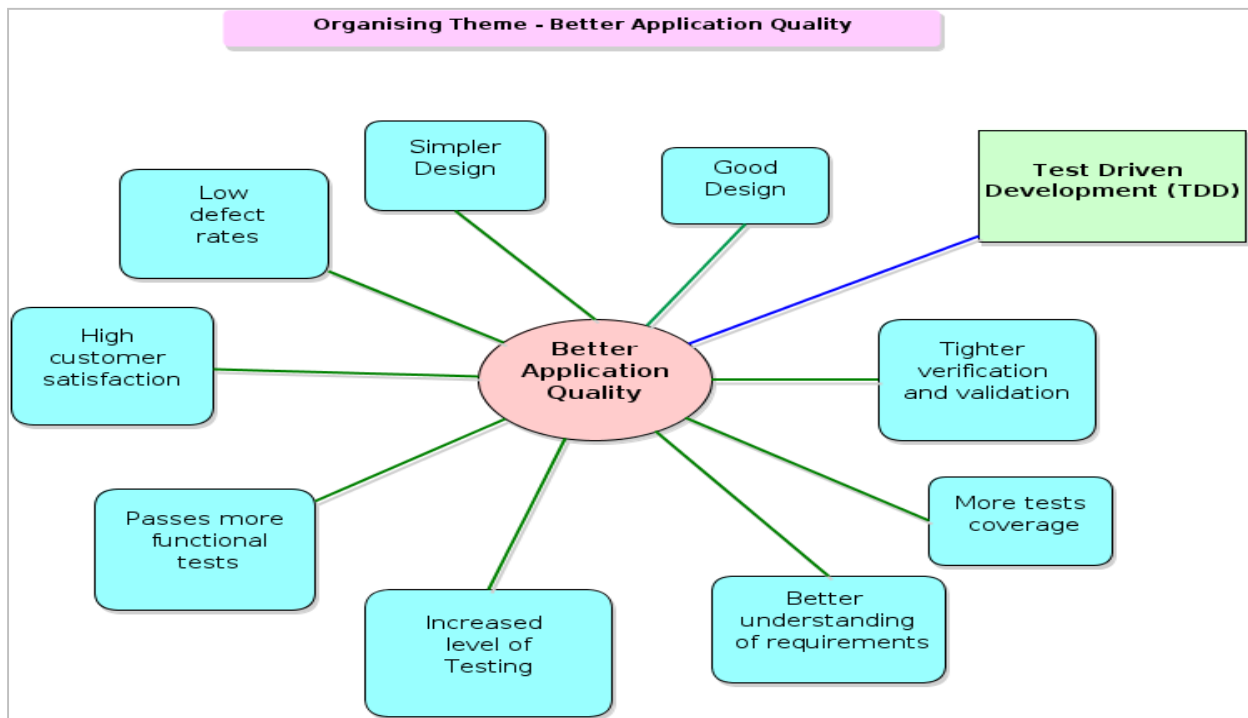 Organising Theme - Better Application Quality
Simpler
Design
Good
Design
Test Driven
Development (TDD)
Low
defect
rates
High
customer
satisfaction
Better
Application
Quality
Tighter
verification
and validation
Passes more
functional
tests
More tests
coverage
Increased
level of
Testing
Better
understanding
of requirements